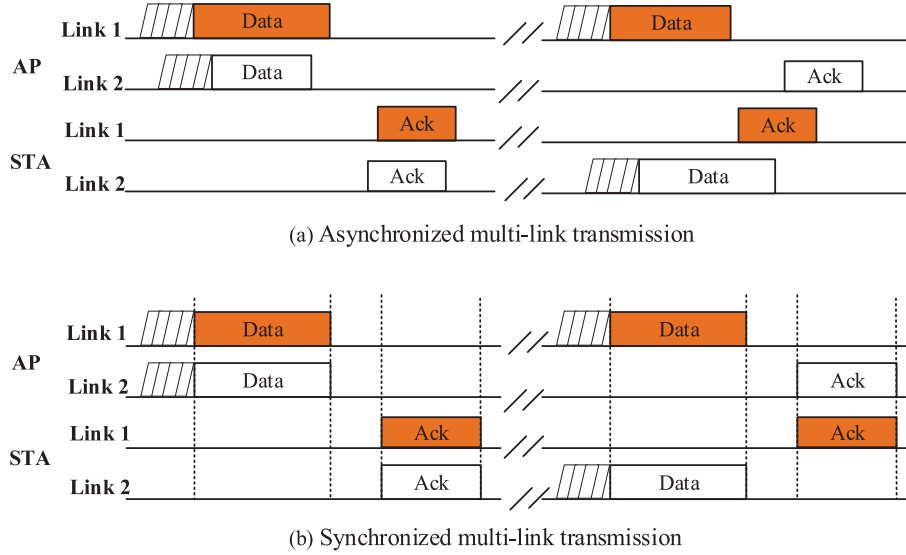 Link 1 Data Data
AP
Link 2 Data Ack
Link 1 Ack Ack
STA
Link 2 Ack Data
(a) Asynchronized multi-link transmission
Link 1 Data Data
AP
Link 2 Data Ack
Link 1 Ack Ack
STA
Link 2 Ack Data
(b) Synchronized multi-link transmission